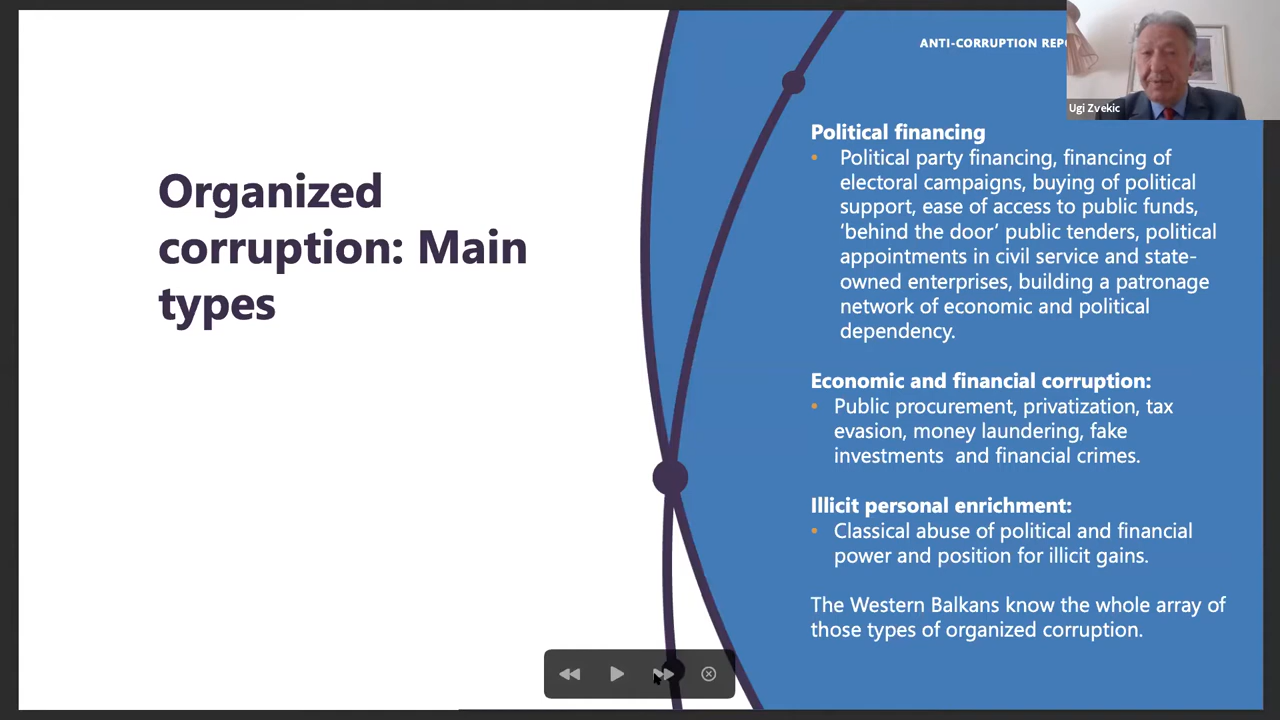 ANTI-CORRUPTION
Ugi Zvekic
Organized
corruption: Main
types
Political financing
• Political party financing, financing of
electoral campaigns, buying of political
support, ease of access to public funds,
‘behind the door’ public tenders, political
appointments in civil service and state-
owned enterprises, building a patronage
network of economic and political
dependency.
Economic and financial corruption:
• Public procurement, privatization, tax
evasion, money laundering, fake
investments  and financial crimes.
Illicit personal enrichment:
• Classical abuse of political and financial
power and position for illicit gains.
The Western Balkans know the whole array of
those types of organized corruption.